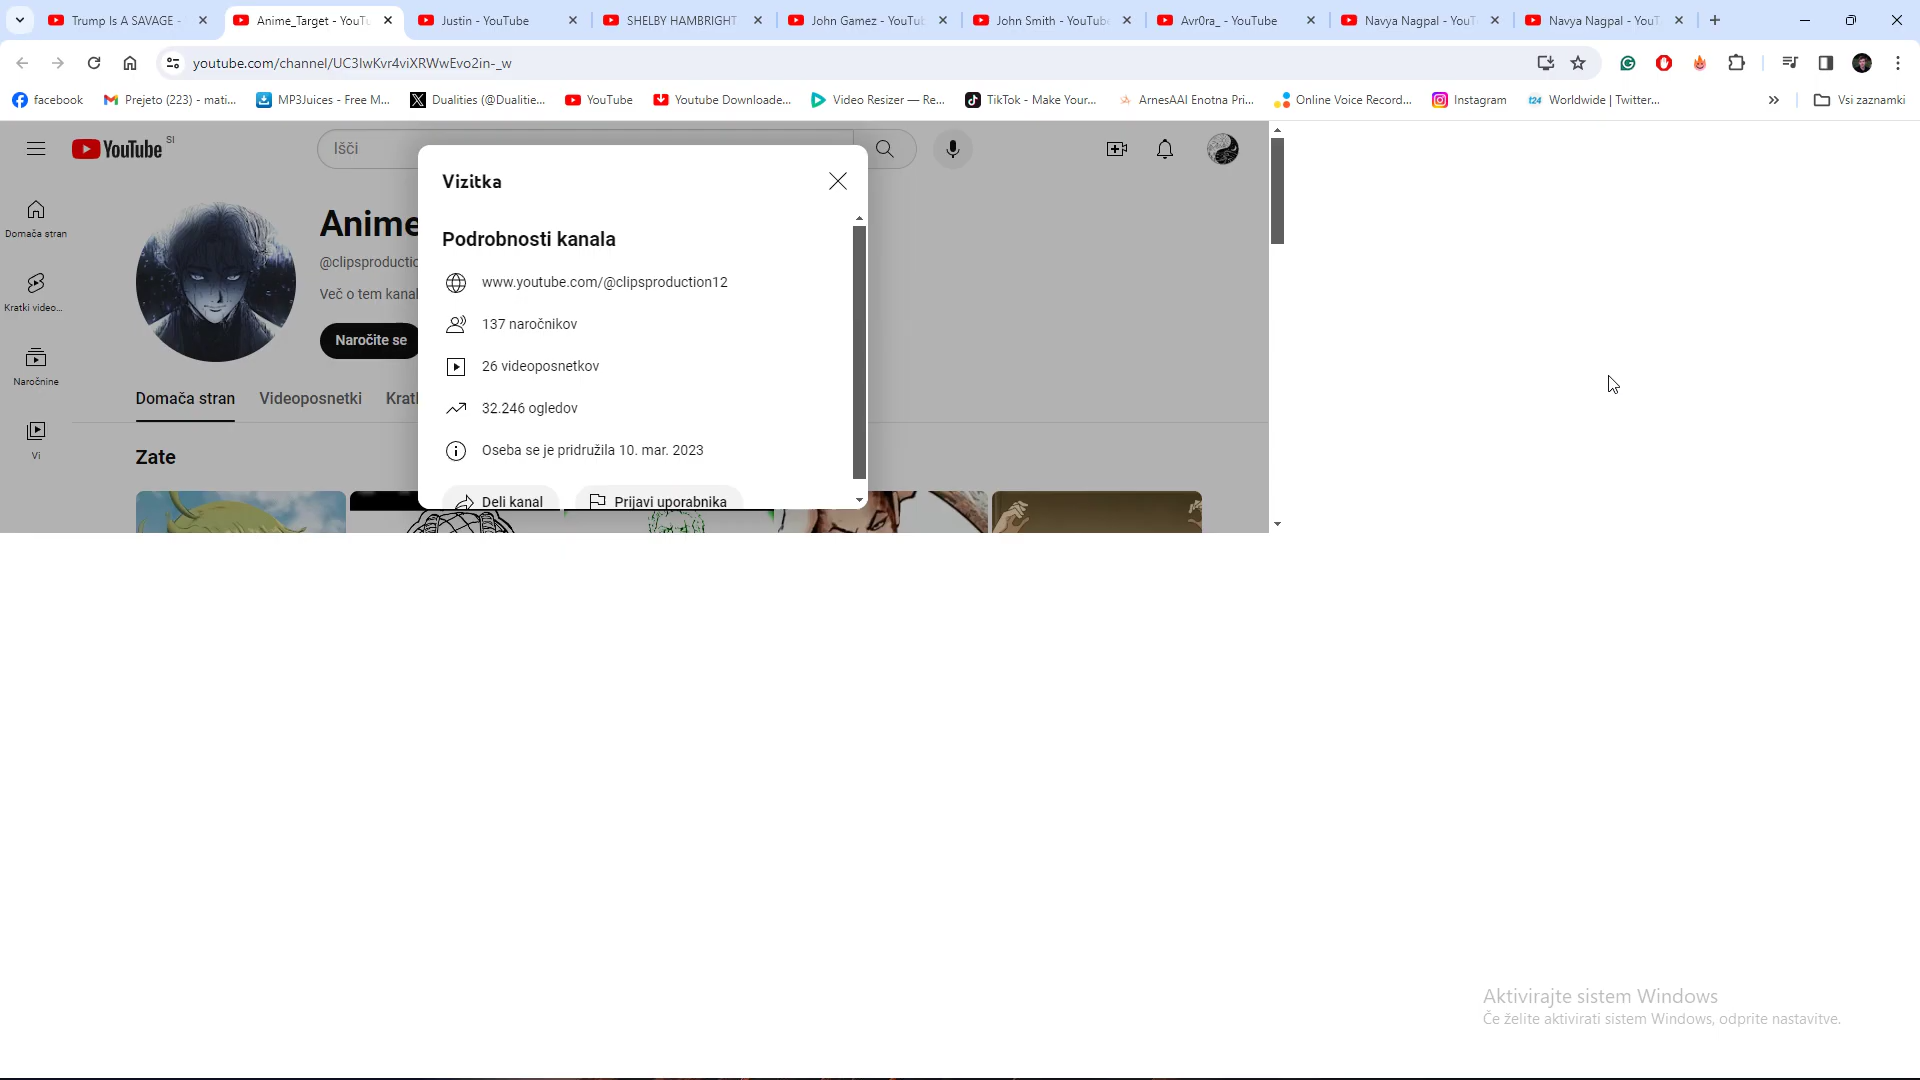 Trump Is A SAVAGE -
Anime_Target - YouTu
Justin - YouTube
SHELBY HAMBRIGHT
John Gamez - YouTub
John Smith - YouTube
Avr0ra_ - YouTube
Navya Nagpal - YouT
Navya Nagpal - YouT
youtube.com/channel/UC3IwKvr4viXRWwEvo2in-_w
facebook
Prejeto (223) - mati...
MP3Juices - Free M...
Dualities (@Dualitie...
YouTube
Youtube Downloade...
Video Resizer — Re...
TikTok - Make Your...
ArnesAAI Enotna Pri...
Online Voice Record...
Instagram
t24 Worldwide | Twitter...
Vsi zaznamki
YouTube SI
Išči
Domača stran
Kratki video...
Naročnine
Vi
Anime
@clipsproductio
Več o tem kanal
Naročite se
Domača stran
Videoposnetki
Krat
Zate
Vizitka
Podrobnosti kanala
www.youtube.com/@clipsproduction12
137 naročnikov
26 videoposnetkov
32.246 ogledov
Oseba se je pridružila 10. mar. 2023
Deli kanal
Prijavi uporabnika
Aktivirajte sistem Windows
Če želite aktivirati sistem Windows, odprite nastavitve.